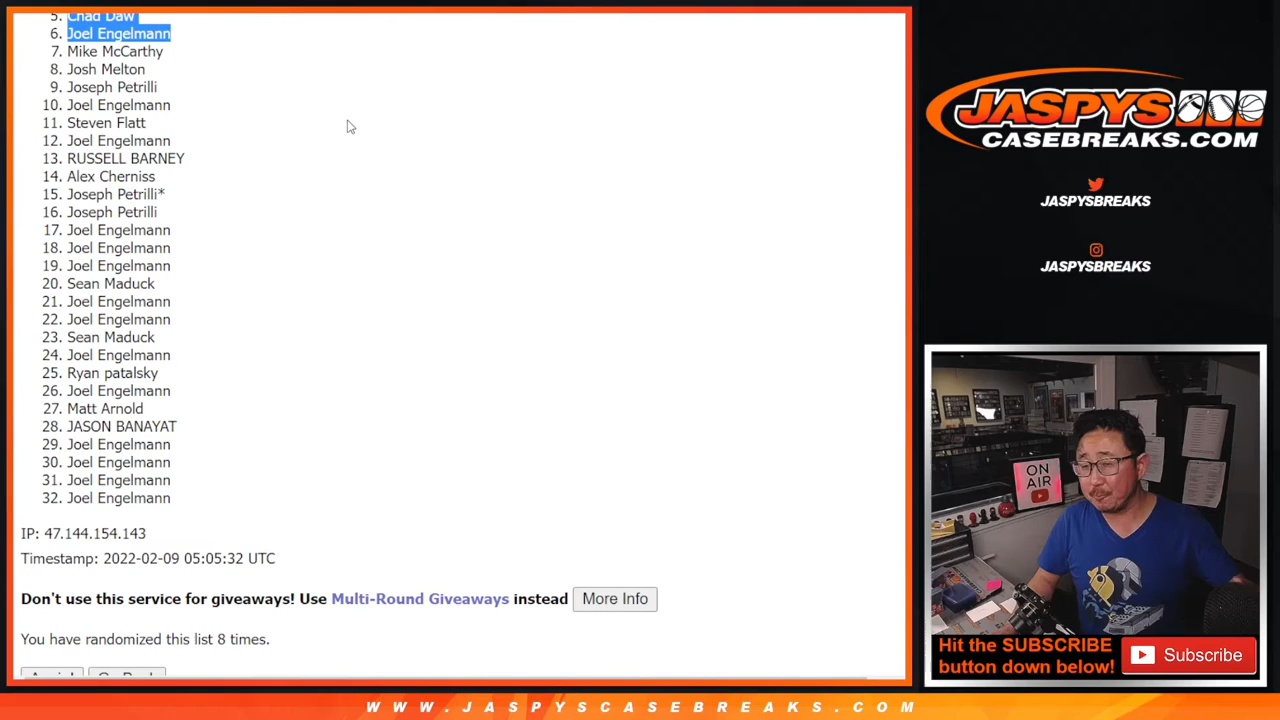 5. Chad Daw
6. Joel Engelmann
7. Mike McCarthy
8. Josh Melton
9. Joseph Petrilli
10. Joel Engelmann
11. Steven Flatt
12. Joel Engelmann
13. RUSSELL BARNEY
14. Alex Cherniss
15. Joseph Petrilli*
16. Joseph Petrilli
17. Joel Engelmann
18. Joel Engelmann
19. Joel Engelmann
20. Sean Maduck
21. Joel Engelmann
22. Joel Engelmann
23. Sean Maduck
24. Joel Engelmann
25. Ryan patalsky
26. Joel Engelmann
27. Matt Arnold
28. JASON BANAYAT
29. Joel Engelmann
30. Joel Engelmann
31. Joel Engelmann
32. Joel Engelmann
IP: 47.144.154.143
Timestamp: 2022-02-09 05:05:32 UTC
Don't use this service for giveaways! Use Multi-Round Giveaways instead More Info
You have randomized this list 8 times.
JASPYS
CASEBREAKS.COM
JASPYSBREAKS
JASPYSBREAKS
ON
AIR
Hit the SUBSCRIBE
button down below!
Subscribe
WWW.JASPYSCASEBREAKS.COM